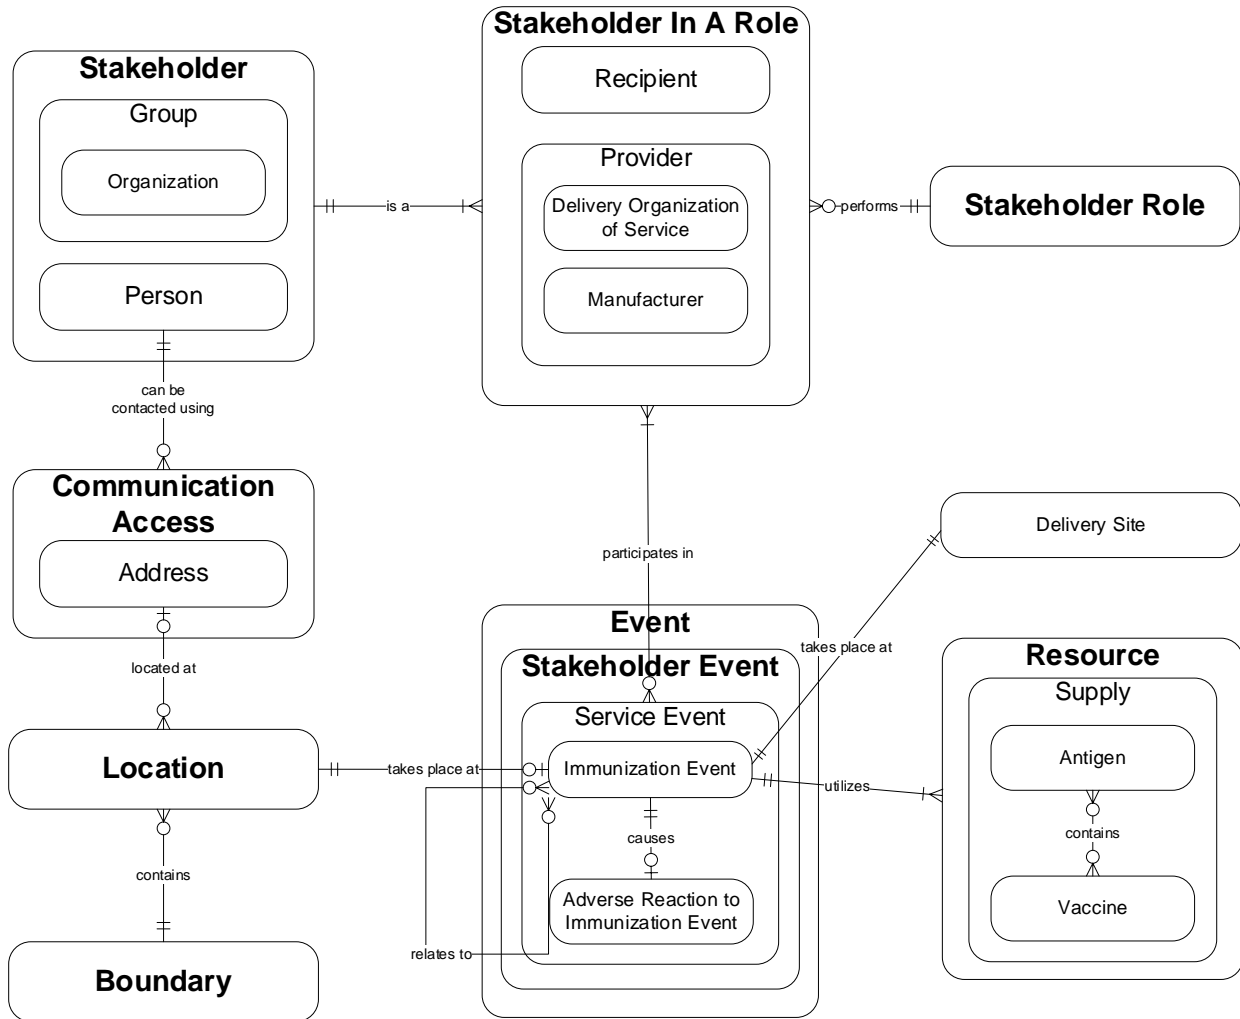 Stakeholder In A Role
Stakeholder
Recipient
Group
Organization
Provider
Delivery Organization
of Service
Manufacturer
is a
performs
Stakeholder Role
Person
can be
contacted using
Communication
Access
Address
participates in
Delivery Site
Event
Stakeholder Event
takes place at
Resource
located at
Supply
Service Event
Location
takes place at
Immunization Event
Antigen
utilizes
causes
contains
contains
Adverse Reaction to
Immunization Event
Vaccine
relates to
Boundary